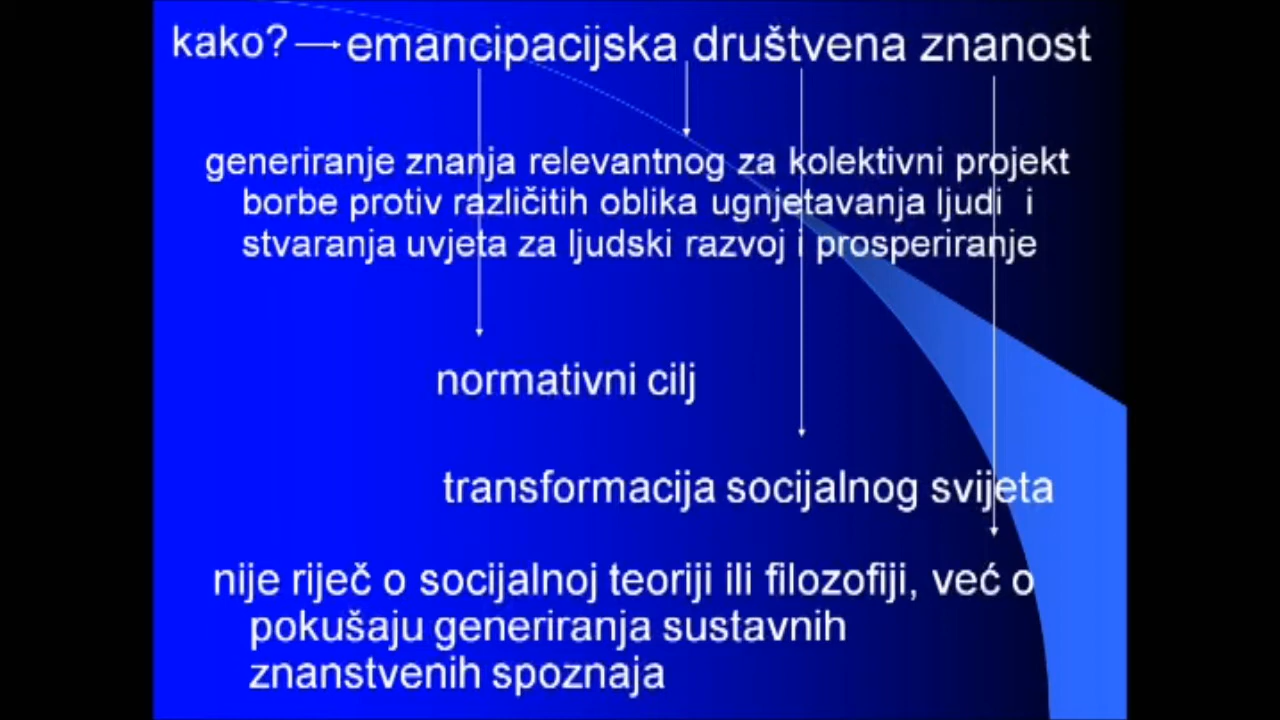 kako? emancipacijska društvena znanost
generiranje znanja relevantnog za kolektivni projekt
borbe protiv različitih oblika ugnjetavanja ljudi i
stvaranja uvjeta za ljudski razvoj i prosperiranje
normativni cilj
transformacija socijalnog svijeta
nije riječ o socijalnoj teoriji ili filozofiji, već o
pokušaju generiranja sustavnih
znanstvenih spoznaja